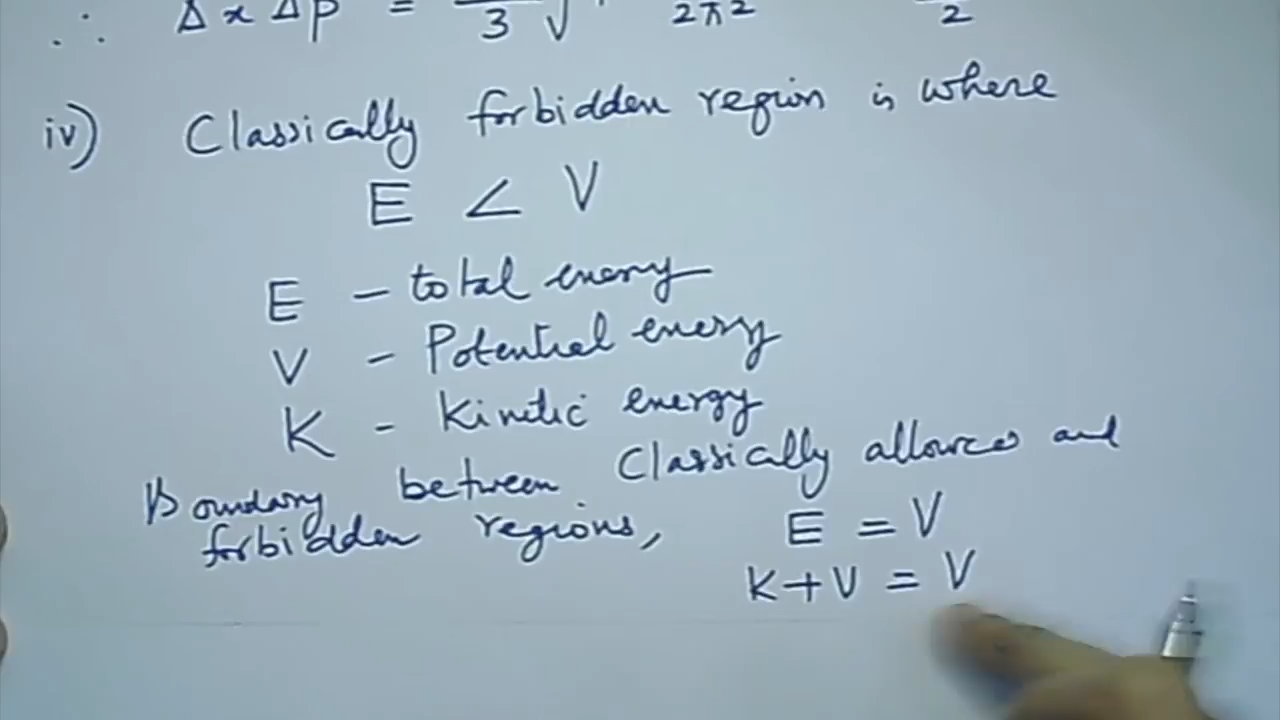 ∴ Δx Δp = 3 √ 2π² 2
iv) Classically forbidden region is where
E < V
E – total energy
V – Potential energy
K – Kinetic energy
Boundary between Classically allowed and
forbidden regions, E = V
K + V = V